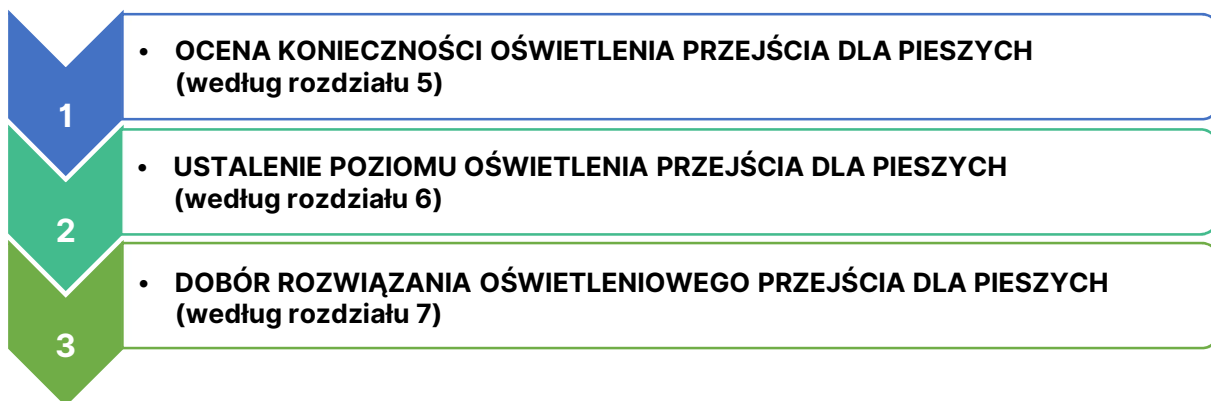 1
• OCENA KONIECZNOŚCI OŚWIETLENIA PRZEJŚCIA DLA PIESZYCH
(według rozdziału 5)
2
• USTALENIE POZIOMU OŚWIETLENIA PRZEJŚCIA DLA PIESZYCH
(według rozdziału 6)
3
• DOBÓR ROZWIĄZANIA OŚWIETLENIOWEGO PRZEJŚCIA DLA PIESZYCH
(według rozdziału 7)